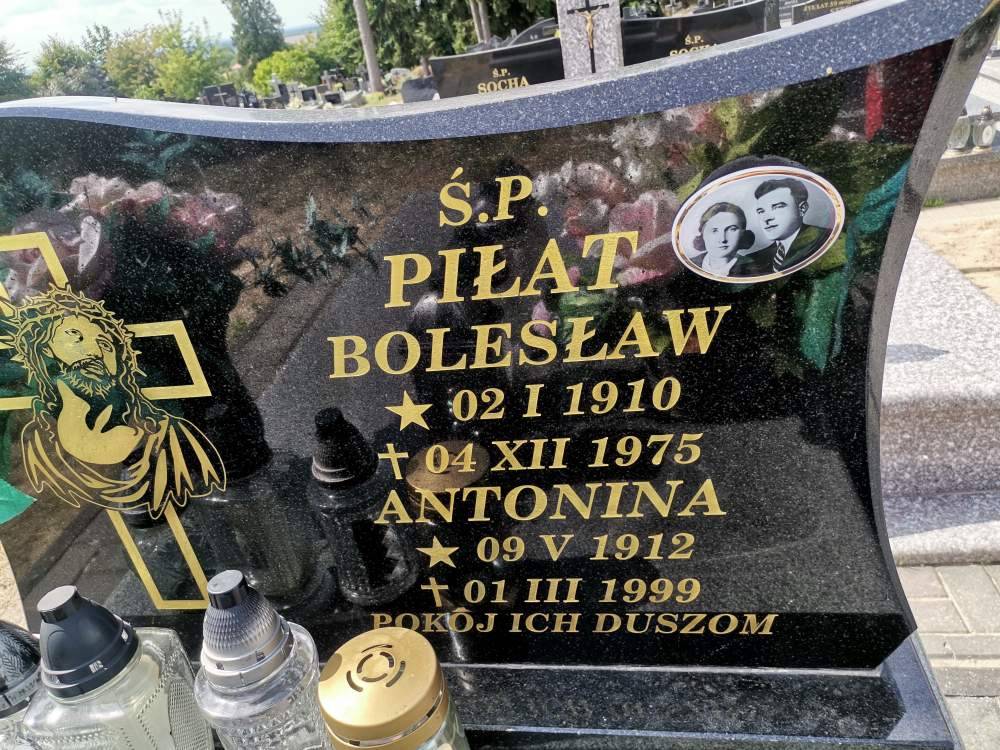 Ś.P.
SOCHA
Ś.P.
SOCHA
Ś.P.
PIŁAT
BOLESŁAW
★ 02 I 1910
✝ 04 XII 1975
ANTONINA
★ 09 V 1912
✝ 01 III 1999
POKÓJ ICH DUSZOM